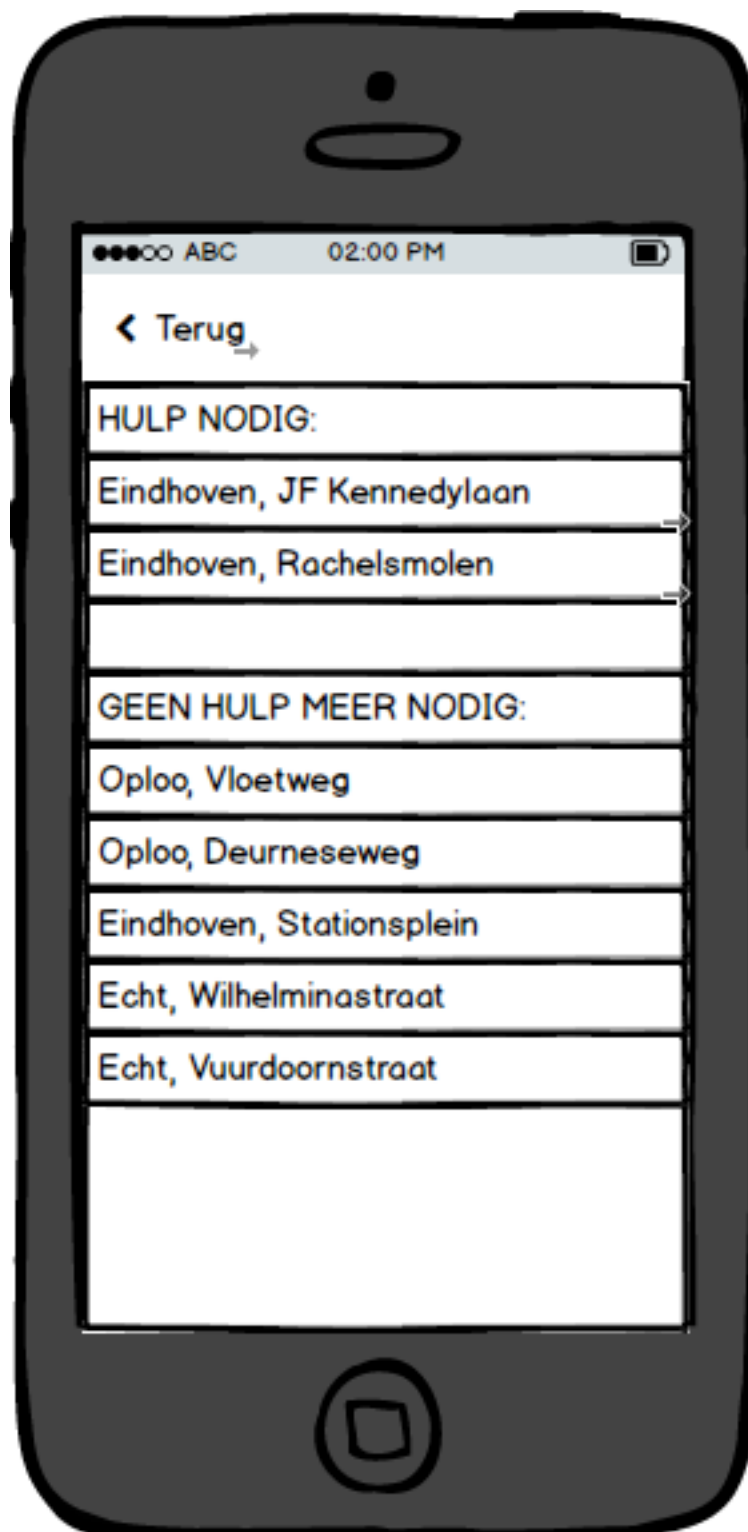 ABC 02:00 PM
Terug
HULP NODIG:
Eindhoven, JF Kennedylaan
Eindhoven, Rachelsmolen
GEEN HULP MEER NODIG:
Oploo, Vloetweg
Oploo, Deurneseweg
Eindhoven, Stationsplein
Echt, Wilhelminastraat
Echt, Vuurdoornstraat